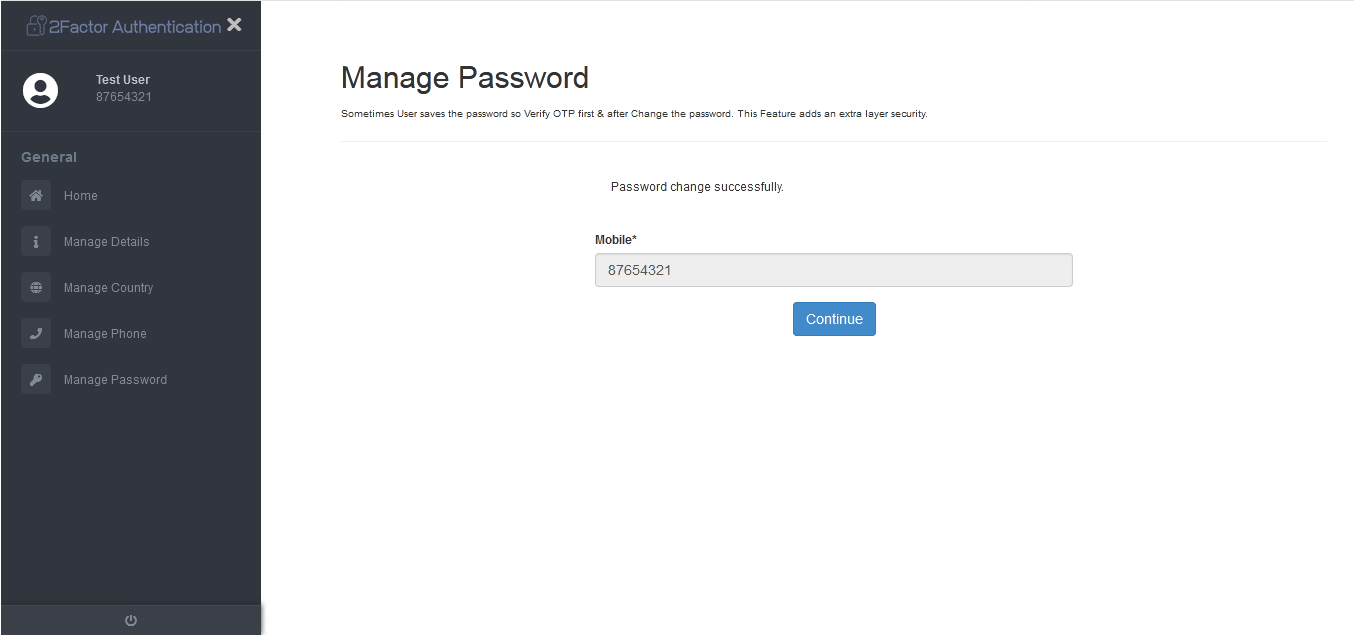 2Factor Authentication
Test User
87654321
General
Home
Manage Details
Manage Country
Manage Phone
Manage Password
Manage Password
Sometimes User saves the password so Verify OTP first & after Change the password. This Feature adds an extra layer security.
Password change successfully.
Mobile*
87654321
Continue